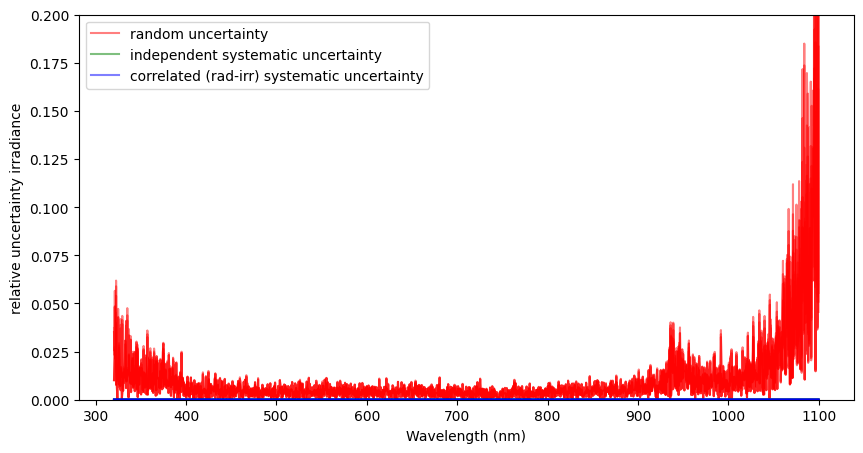 random uncertainty
independent systematic uncertainty
correlated (rad-irr) systematic uncertainty
0.200
0.175
0.150
0.125
0.100
0.075
0.050
0.025
0.000
relative uncertainty irradiance
300 400 500 600 700 800 900 1000 1100
Wavelength (nm)